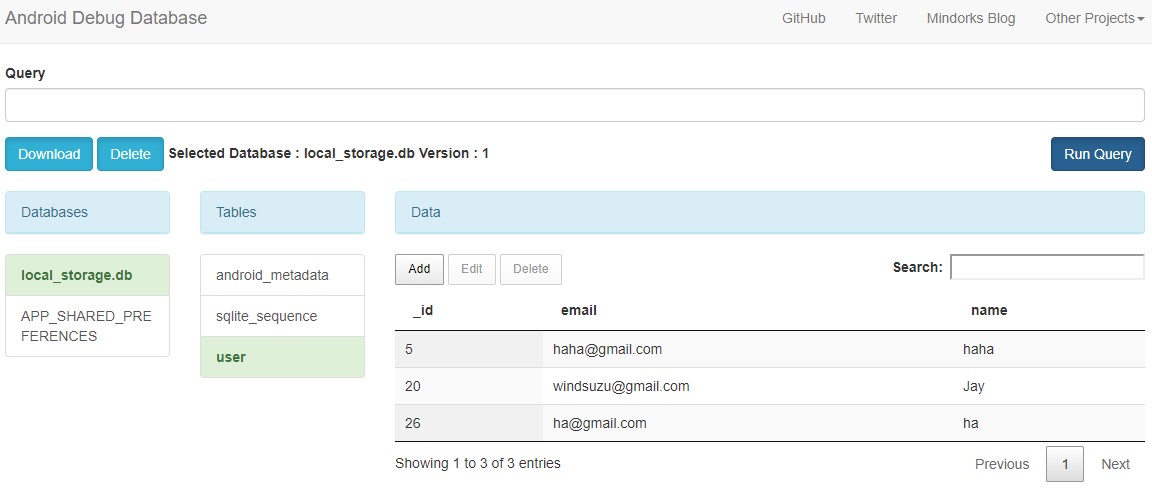 Android Debug Database GitHub Twitter Mindorks Blog Other Projects
Query
Download Delete Selected Database : local_storage.db Version : 1 Run Query
Databases Tables Data
local_storage.db
APP_SHARED_PRE
FERENCES
android_metadata
sqlite_sequence
user
Add Edit Delete Search:
_id email name
5 haha@gmail.com haha
20 windsuzu@gmail.com Jay
26 ha@gmail.com ha
Showing 1 to 3 of 3 entries Previous 1 Next